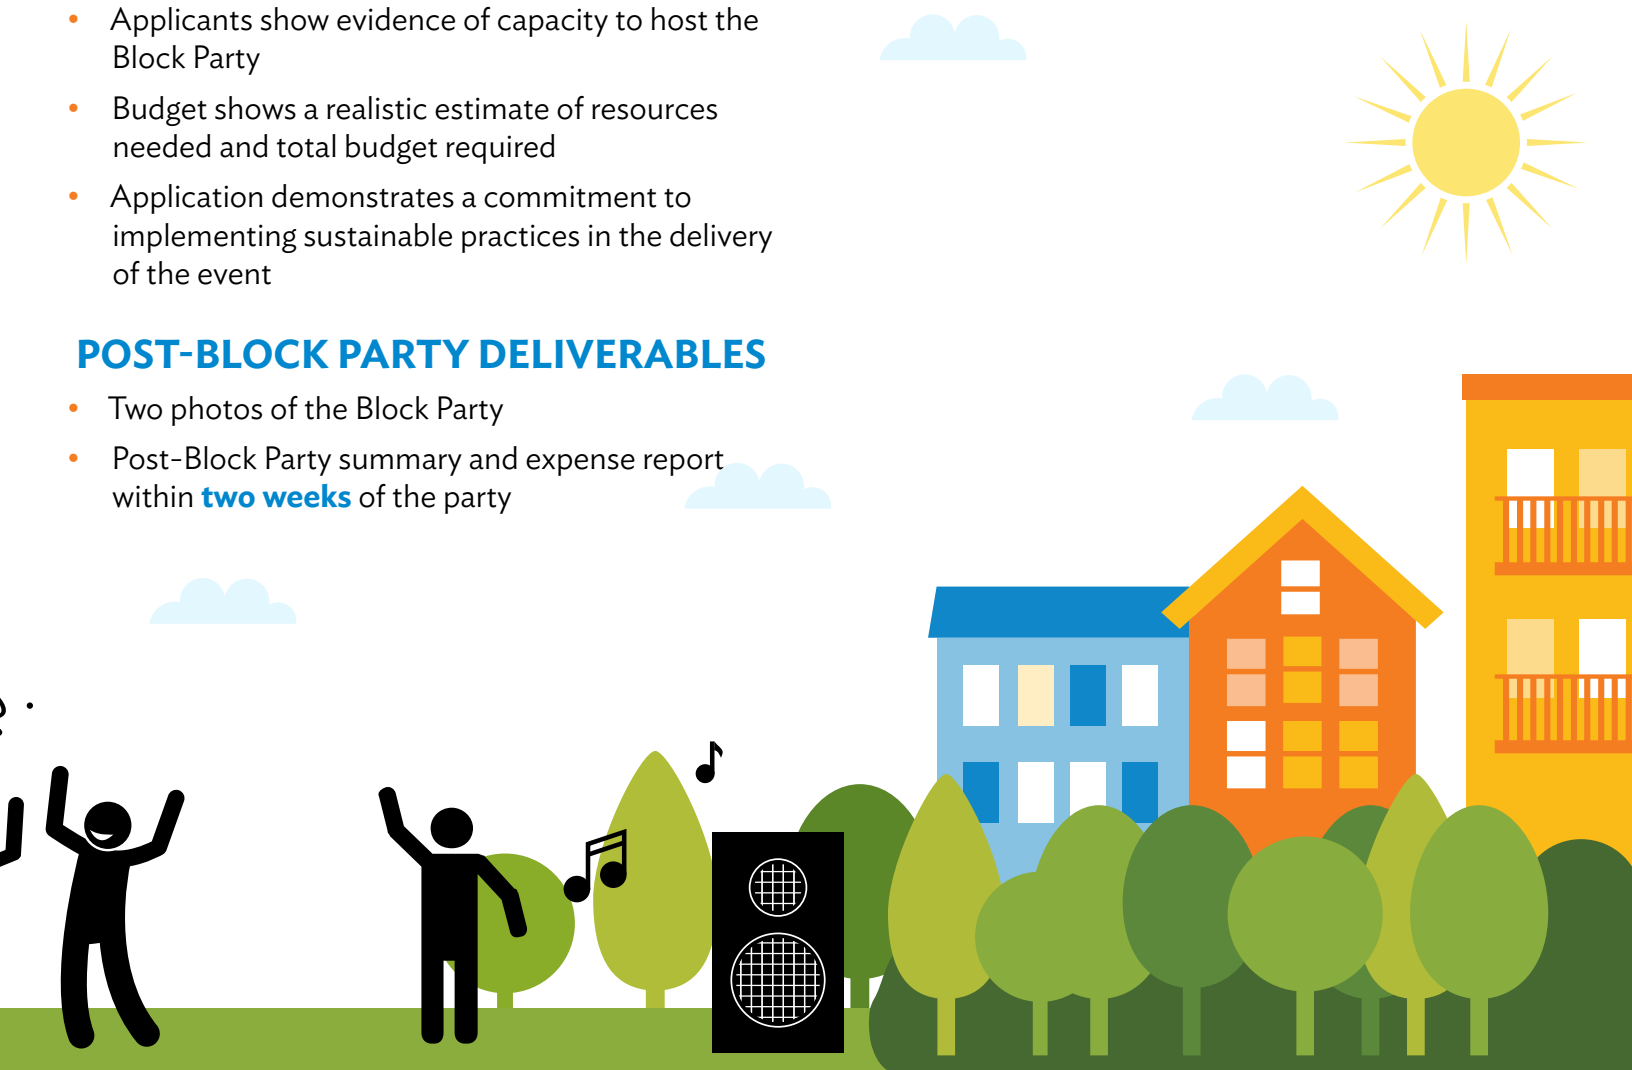 • Applicants show evidence of capacity to host the
Block Party
• Budget shows a realistic estimate of resources
needed and total budget required
• Application demonstrates a commitment to
implementing sustainable practices in the delivery
of the event
POST-BLOCK PARTY DELIVERABLES
• Two photos of the Block Party
• Post-Block Party summary and expense report
within two weeks of the party